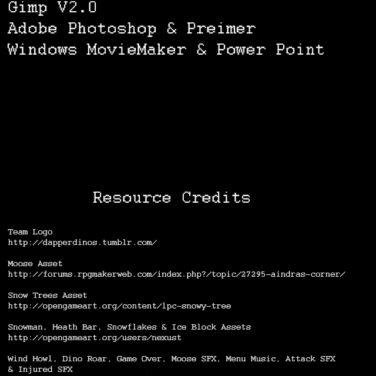 Gimp V2.0
Adobe Photoshop & Preimer
Windows MovieMaker & Power Point
Resource Credits
Team Logo
http://dapperdinos.tumblr.com/
Moose Asset
http://forums.rpgmakerweb.com/index.php?/topic/27295-aindras-corner/
Snow Trees Asset
http://opengameart.org/content/lpc-snowy-tree
Snowman, Heath Bar, Snowflakes & Ice Block Assets
http://opengameart.org/users/nexust
Wind Howl, Dino Roar, Game Over, Moose SFX, Menu Music, Attack SFX
& Injured SFX